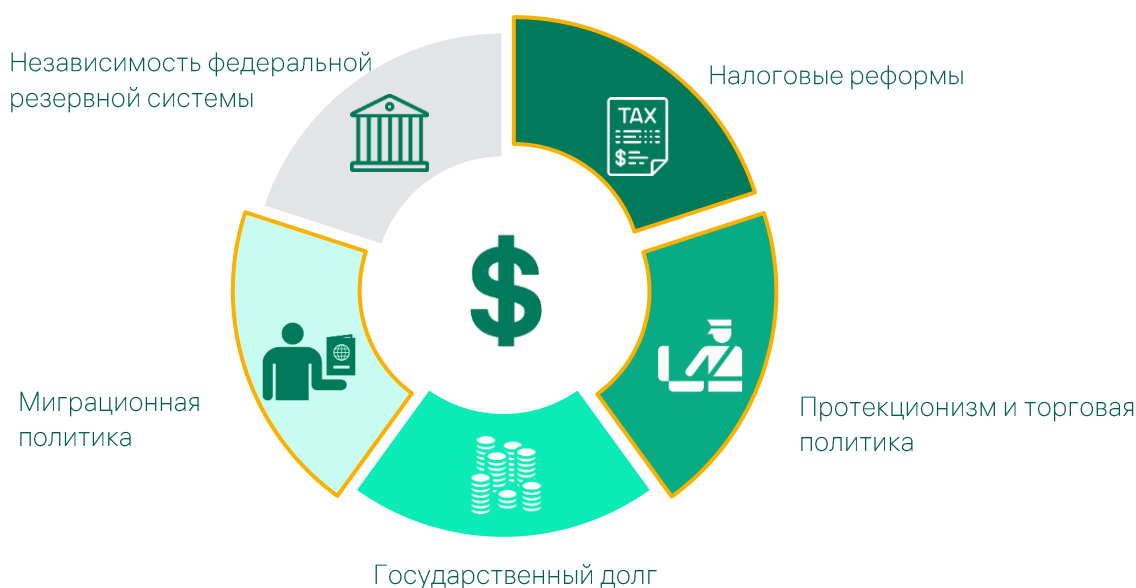 Независимость федеральной
резервной системы
Налоговые реформы
TAX
$
$
Миграционная
политика
Протекционизм и торговая
политика
Государственный долг